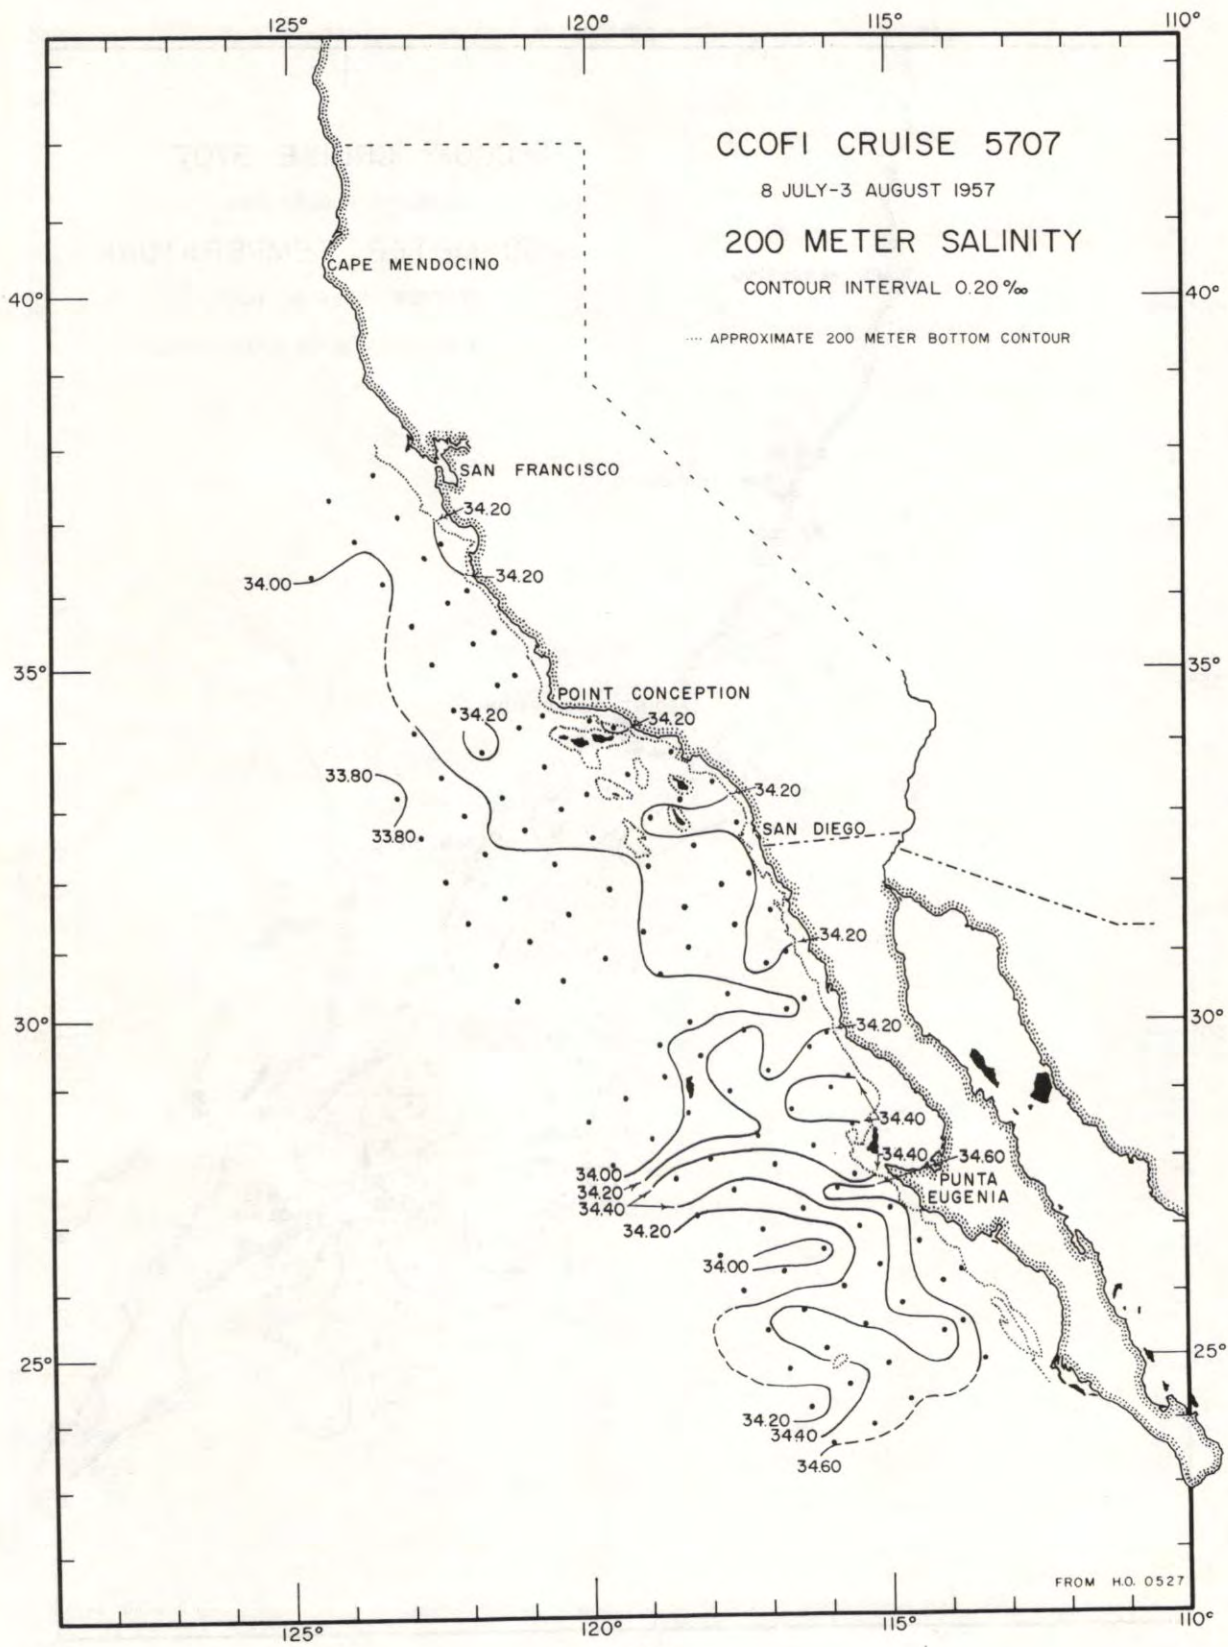 125° 120° 115° 110°
CCOFI CRUISE 5707
8 JULY-3 AUGUST 1957
200 METER SALINITY
CONTOUR INTERVAL 0.20 ‰
···· APPROXIMATE 200 METER BOTTOM CONTOUR
CAPE MENDOCINO
40° 40°
SAN FRANCISCO
34.20
34.20
34.00
35° 35°
POINT CONCEPTION
34.20 34.20
33.80
34.20
33.80
SAN DIEGO
34.20
30° 34.20 30°
34.40
34.40 34.60
34.00
PUNTA
EUGENIA
34.20
34.40
34.20
34.00
25° 25°
34.20
34.40
34.60
FROM H.O. 0527
125° 120° 115° 110°